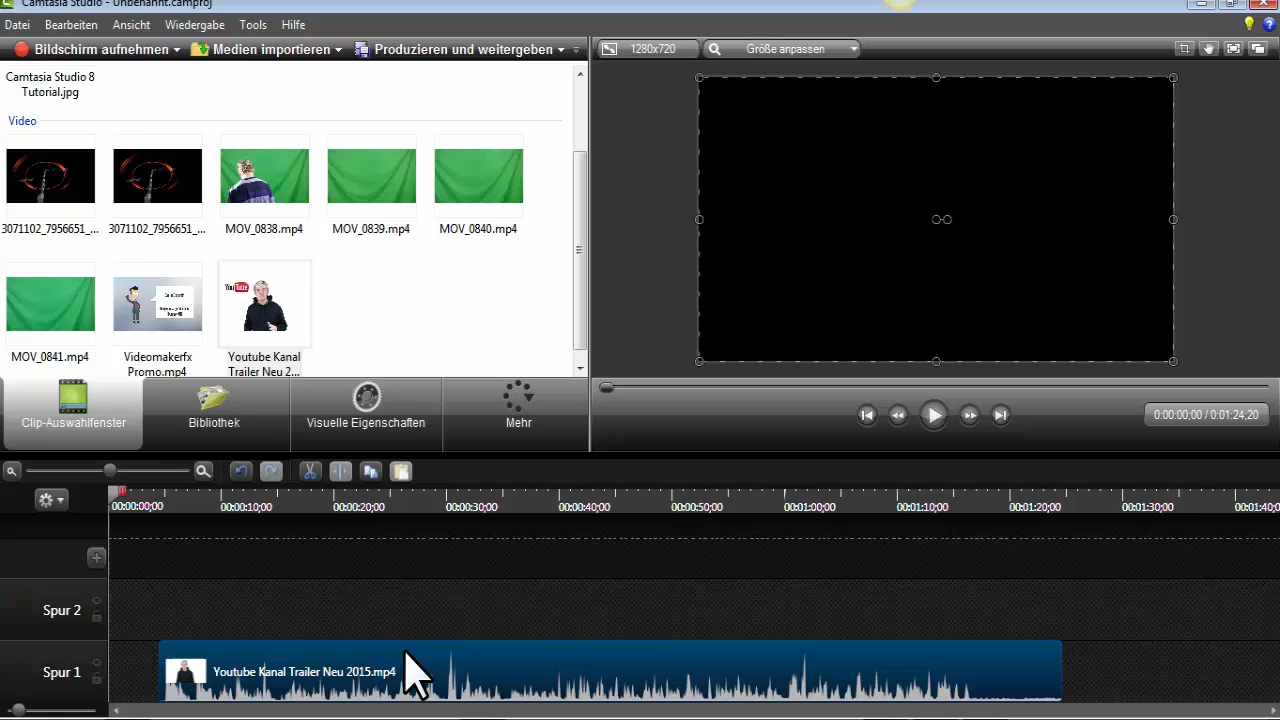 Camtasia Studio - Unbenannt.camproj
Datei Bearbeiten Ansicht Wiedergabe Tools Hilfe
Bildschirm aufnehmen Medien importieren Produzieren und weitergeben 1280x720 Größe anpassen
Camtasia Studio 8
Tutorial.jpg
Video
3071102_7956651_... 3071102_7956651_... MOV_0838.mp4 MOV_0839.mp4 MOV_0840.mp4
YouTube
MOV_0841.mp4 Videomakerfx Promo.mp4 Youtube Kanal Trailer Neu 2...
Clip-Auswahlfenster Bibliothek Visuelle Eigenschaften Mehr
0:00:00;00 / 0:01:24,20
00:00:00;00 00:00:10;00 00:00:20;00 00:00:30;00 00:00:40;00 00:00:50;00 00:01:00;00 00:01:10;00 00:01:20;00 00:01:30;00 00:01:40;0
Spur 2
Spur 1 Youtube Kanal Trailer Neu 2015.mp4